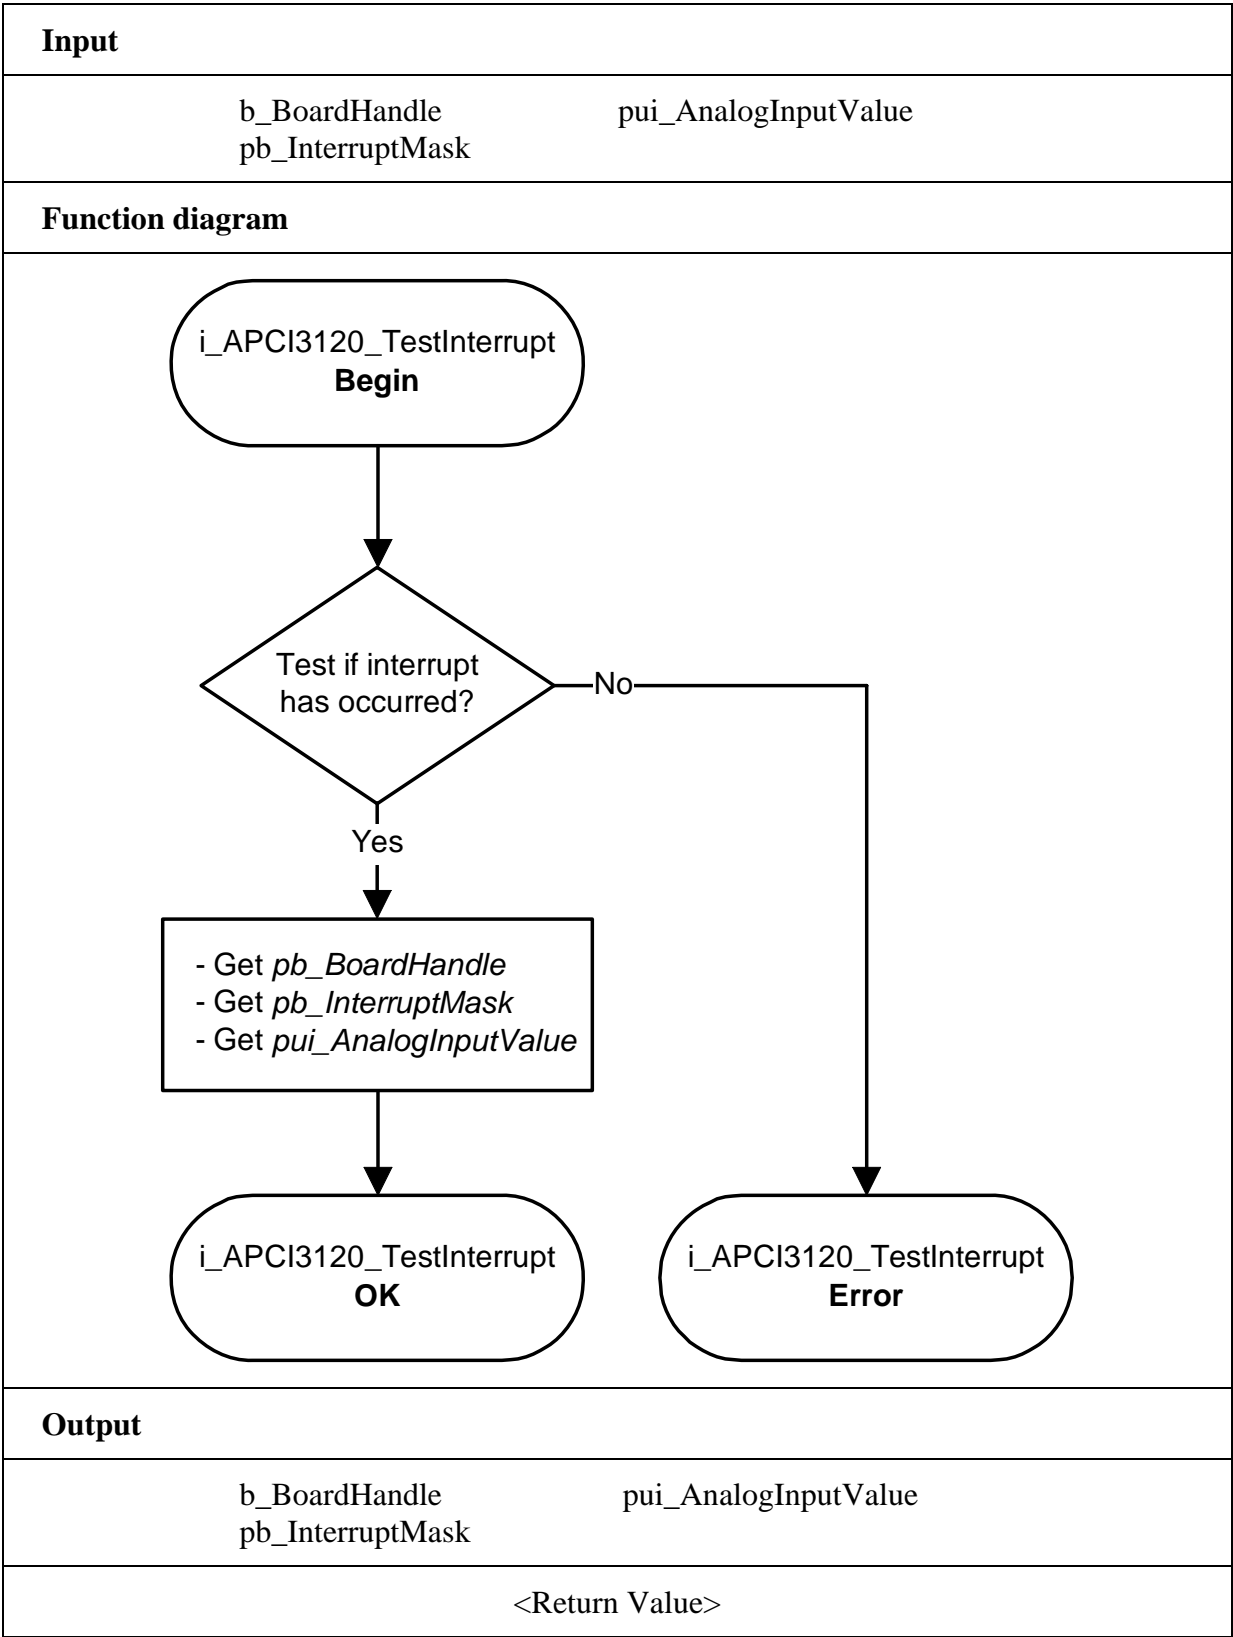 Input
b_BoardHandle pui_AnalogInputValue
pb_InterruptMask
Function diagram
i_APCI3120_TestInterrupt
Begin
Test if interrupt
has occurred?
No
Yes
- Get pb_BoardHandle
- Get pb_InterruptMask
- Get pui_AnalogInputValue
i_APCI3120_TestInterrupt
OK
i_APCI3120_TestInterrupt
Error
Output
b_BoardHandle pui_AnalogInputValue
pb_InterruptMask
<Return Value>